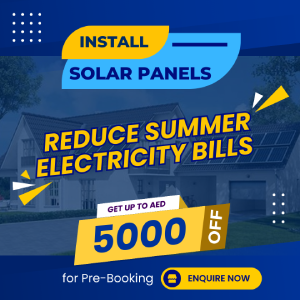 INSTALL
SOLAR PANELS
REDUCE SUMMER
ELECTRICITY BILLS
GET UP TO AED
5000
OFF
for Pre-Booking
ENQUIRE NOW